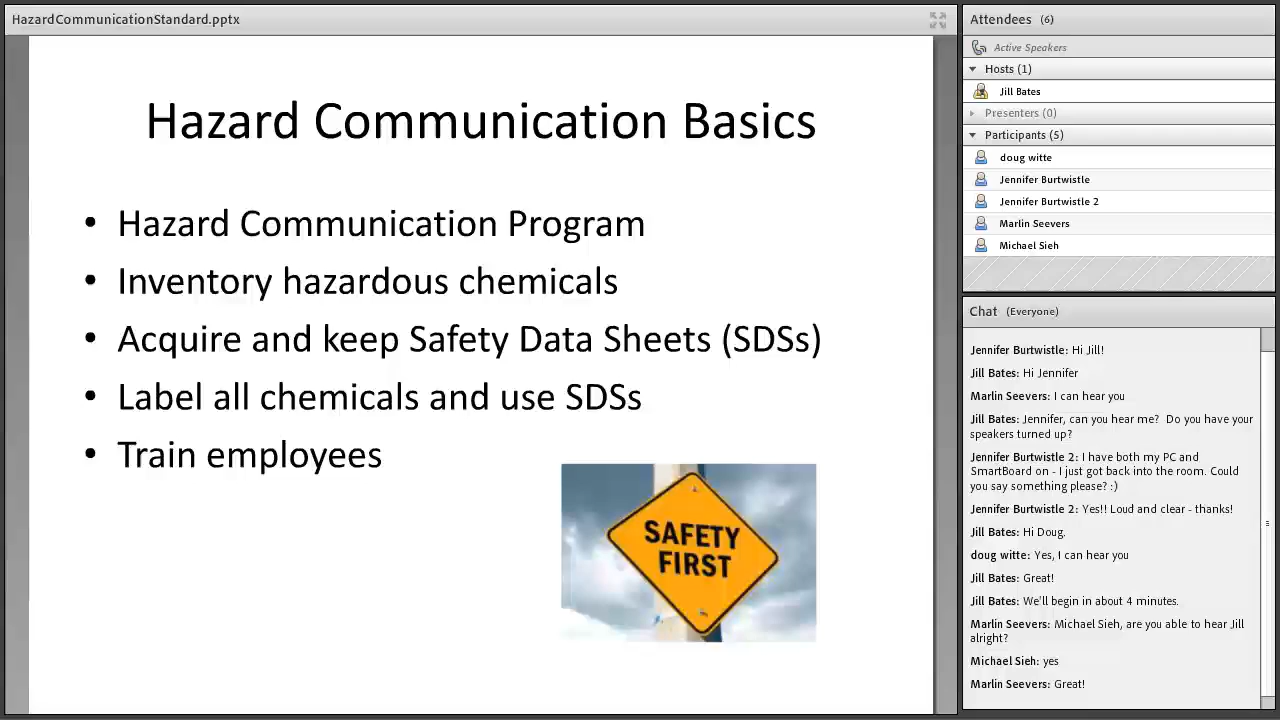 HazardCommunicationStandard.pptx
Hazard Communication Basics
• Hazard Communication Program
• Inventory hazardous chemicals
• Acquire and keep Safety Data Sheets (SDSs)
• Label all chemicals and use SDSs
• Train employees
SAFETY
FIRST
Attendees (6)
Active Speakers
Hosts (1)
Jill Bates
Presenters (0)
Participants (5)
doug witte
Jennifer Burtwistle
Jennifer Burtwistle 2
Marlin Seevers
Michael Sieh
Chat (Everyone)
Jennifer Burtwistle: Hi Jill!
Jill Bates: Hi Jennifer
Marlin Seevers: I can hear you
Jill Bates: Jennifer, can you hear me? Do you have your
speakers turned up?
Jennifer Burtwistle 2: I have both my PC and
SmartBoard on - I just got back into the room. Could
you say something please? :)
Jennifer Burtwistle 2: Yes!! Loud and clear - thanks!
Jill Bates: Hi Doug.
doug witte: Yes, I can hear you
Jill Bates: Great!
Jill Bates: We'll begin in about 4 minutes.
Marlin Seevers: Michael Sieh, are you able to hear Jill
alright?
Michael Sieh: yes
Marlin Seevers: Great!